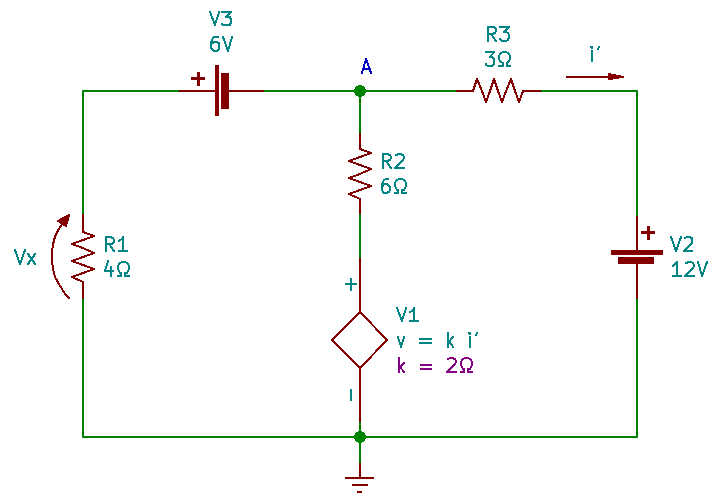 V3
6V
+
A
R3
3Ω
i′
R2
6Ω
Vx
R1
4Ω
+
V2
12V
+
V1
v = k i′
k = 2Ω
-